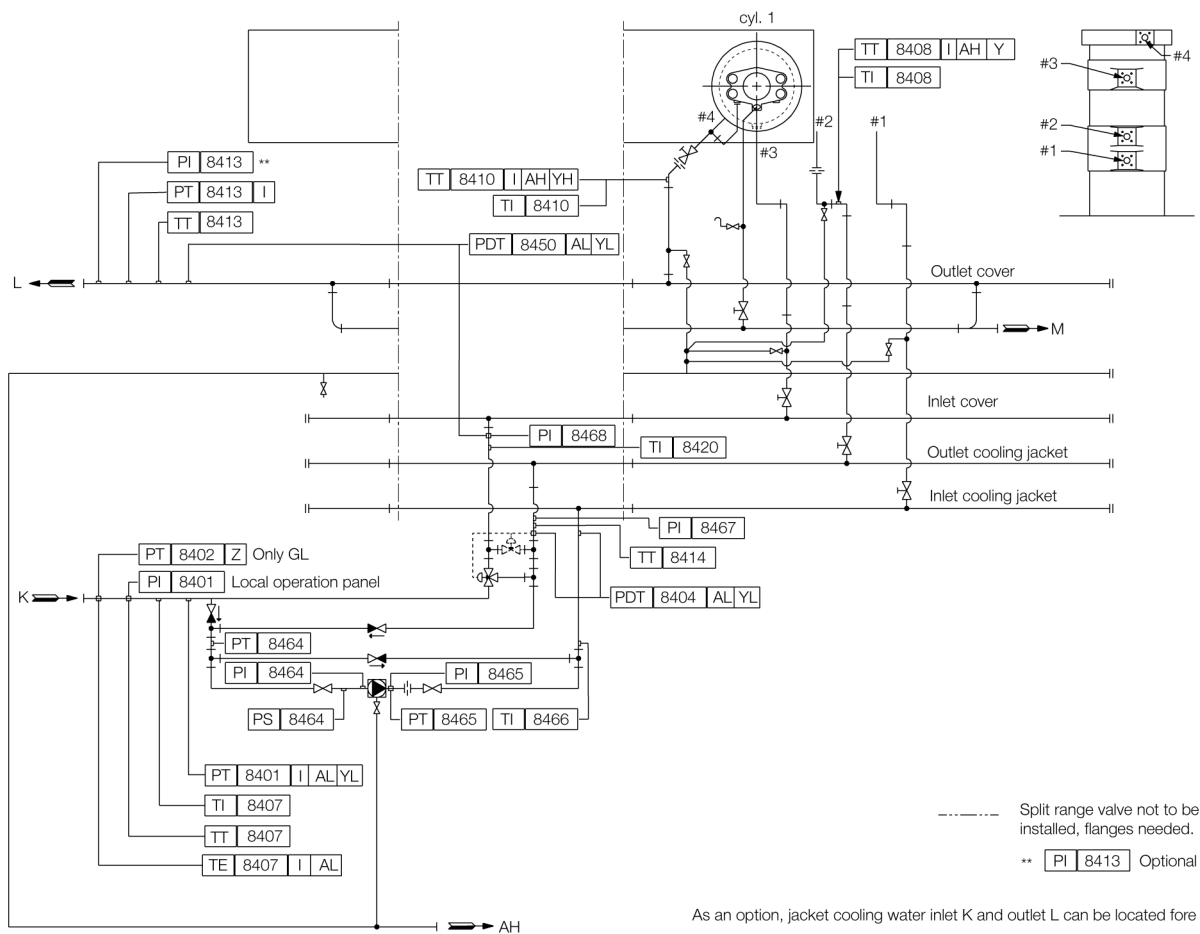 cyl. 1
TT 8408 I AH Y
TI 8408
#4
#3
#2
#1
#4
#3
#2
#1
PI 8413 **
PT 8413 I
TT 8413
TT 8410 I AH YH
TI 8410
PDT 8450 AL YL
L
Outlet cover
M
Inlet cover
PI 8468
TI 8420
Outlet cooling jacket
Inlet cooling jacket
PI 8467
TT 8414
PT 8402 Z Only GL
PI 8401 Local operation panel
K
PDT 8404 AL YL
PT 8464
PI 8464
PI 8465
PS 8464
PT 8465
TI 8466
PT 8401 I AL YL
TI 8407
TT 8407
TE 8407 I AL
AH
Split range valve not to be
installed, flanges needed.
** PI 8413 Optional
As an option, jacket cooling water inlet K and outlet L can be located fore